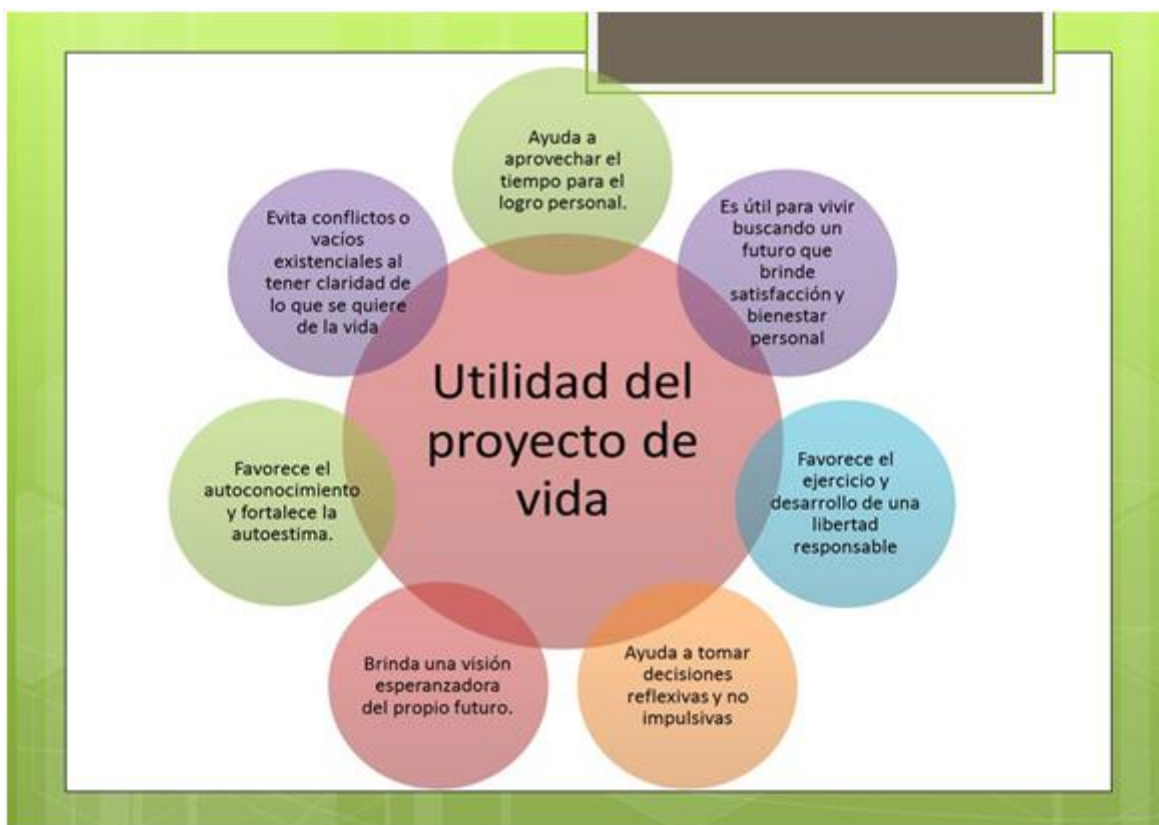 Utilidad del
proyecto de
vida
Ayuda a
aprovechar el
tiempo para el
logro personal.
Es útil para vivir
buscando un
futuro que
brinde
satisfacción y
bienestar
personal
Favorece el
ejercicio y
desarrollo de una
libertad
responsable
Ayuda a tomar
decisiones
reflexivas y no
impulsivas
Brinda una visión
esperanzadora
del propio futuro.
Favorece el
autoconocimiento
y fortalece la
autoestima.
Evita conflictos o
vacíos
existenciales al
tener claridad de
lo que se quiere
de la vida